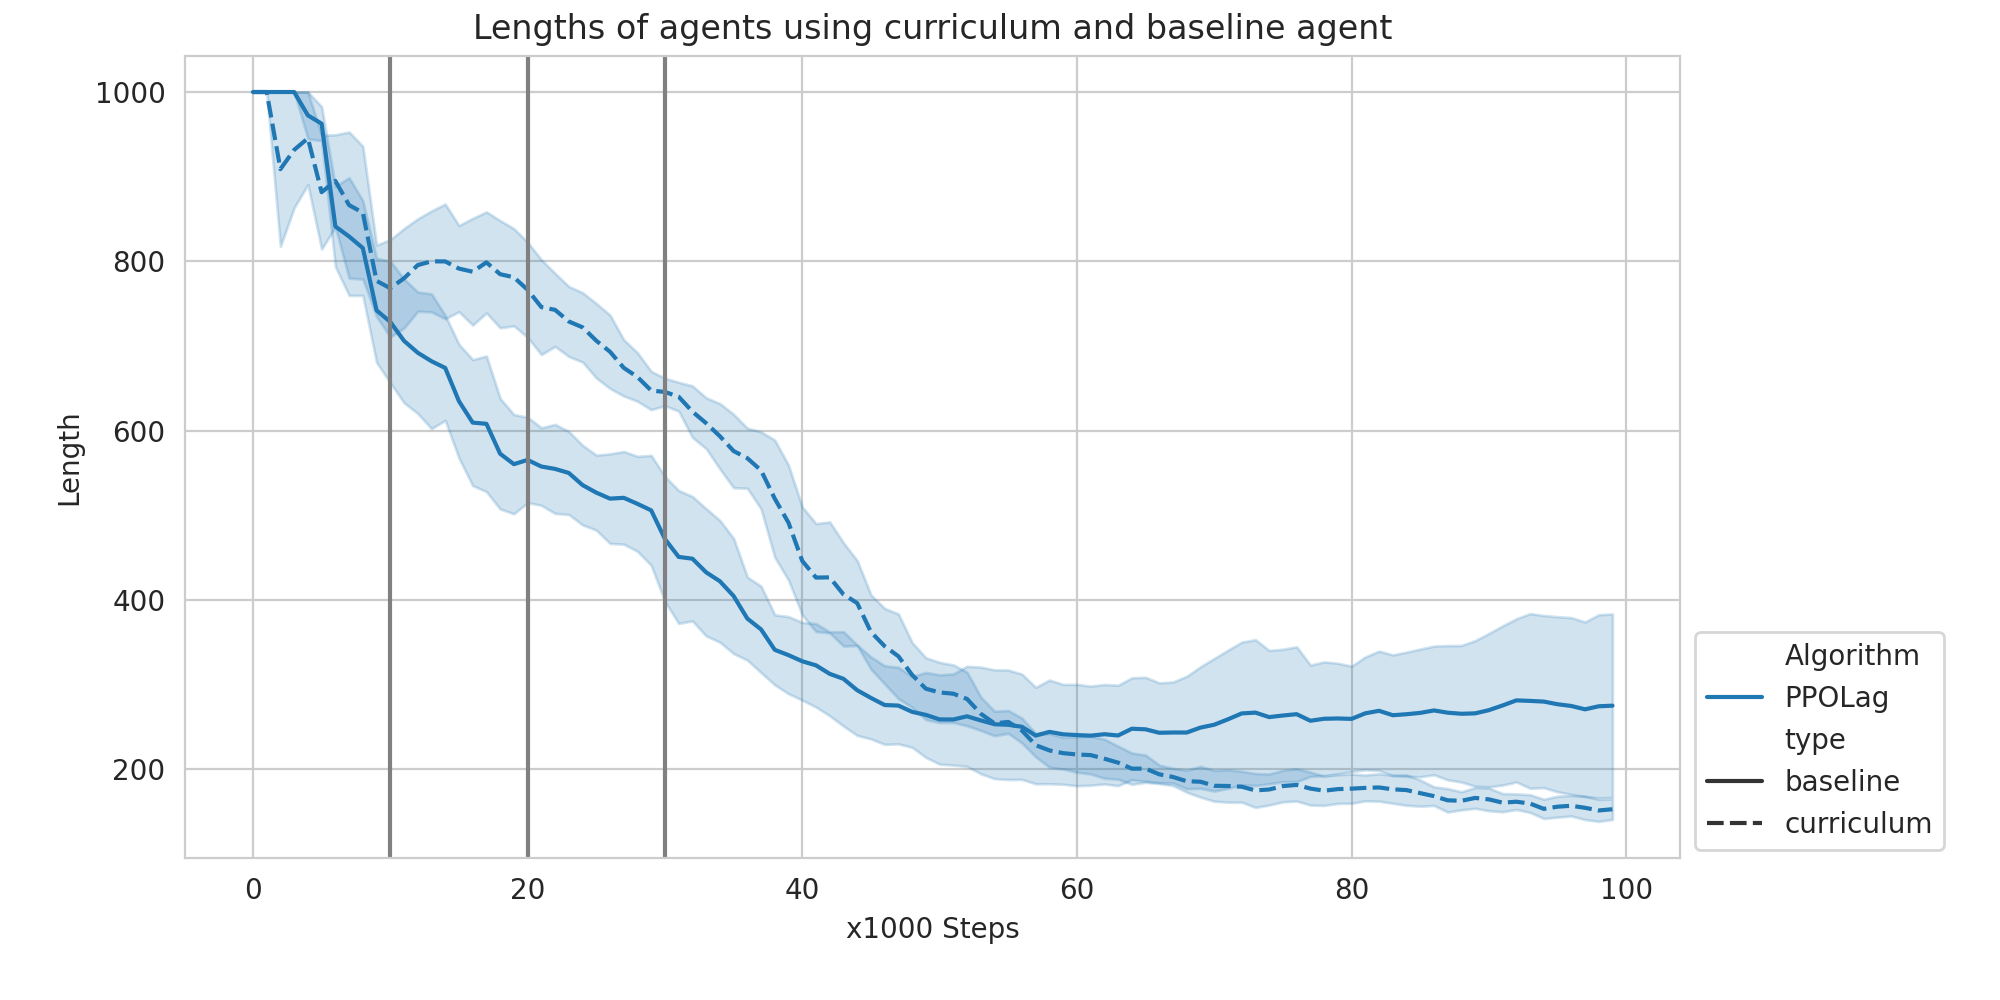 Lengths of agents using curriculum and baseline agent
1000
800
600
400
200
Length
0
20
40
60
80
100
x1000 Steps
Algorithm
PPOLag
type
baseline
curriculum